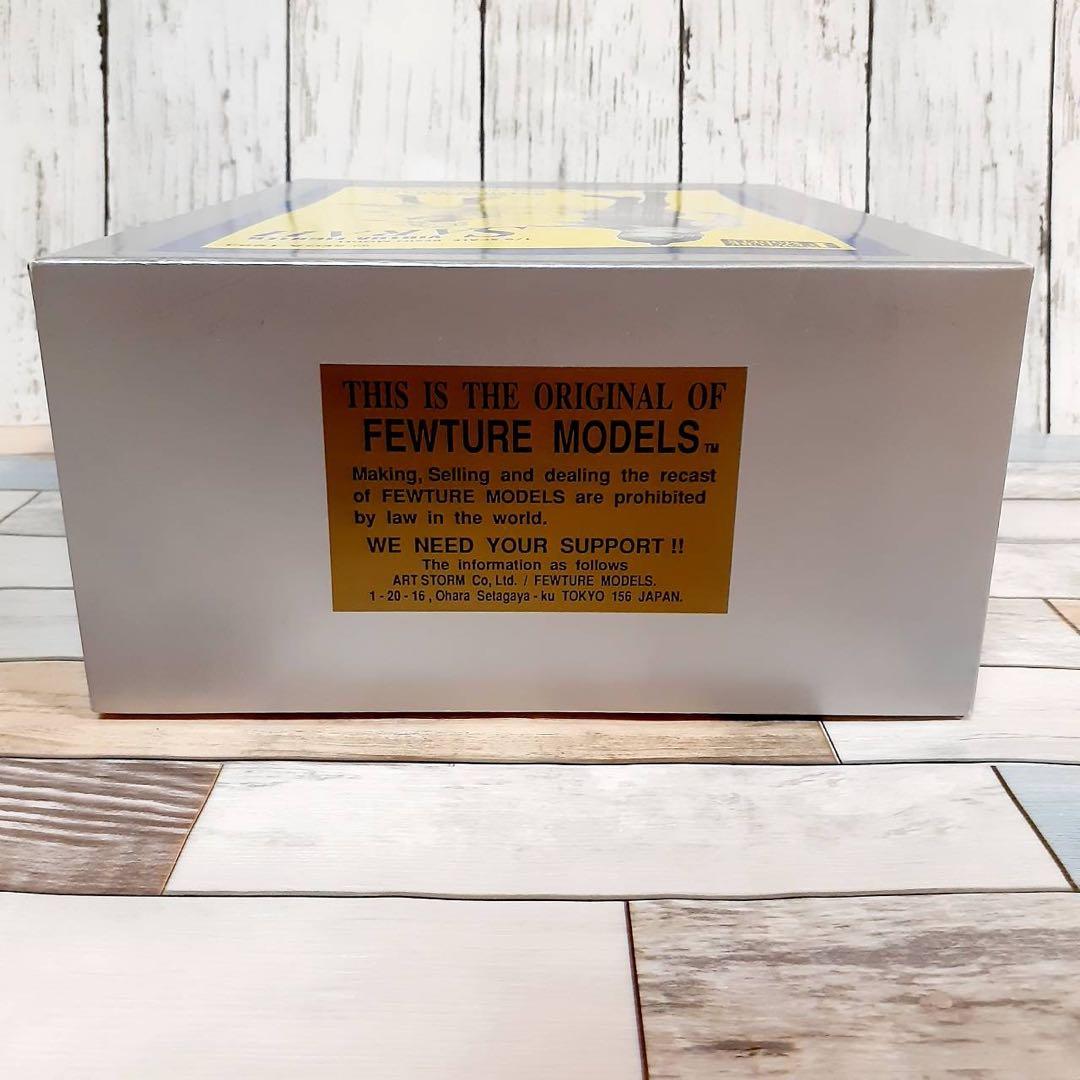 SARAH
THIS IS THE ORIGINAL OF
FEWTURE MODELS™
Making, Selling and dealing the recast
of FEWTURE MODELS are prohibited
by law in the world.
WE NEED YOUR SUPPORT !!
The information as follows
ART STORM Co, Ltd. / FEWTURE MODELS.
1 - 20 - 16 , Ohara Setagaya - ku TOKYO 156 JAPAN.